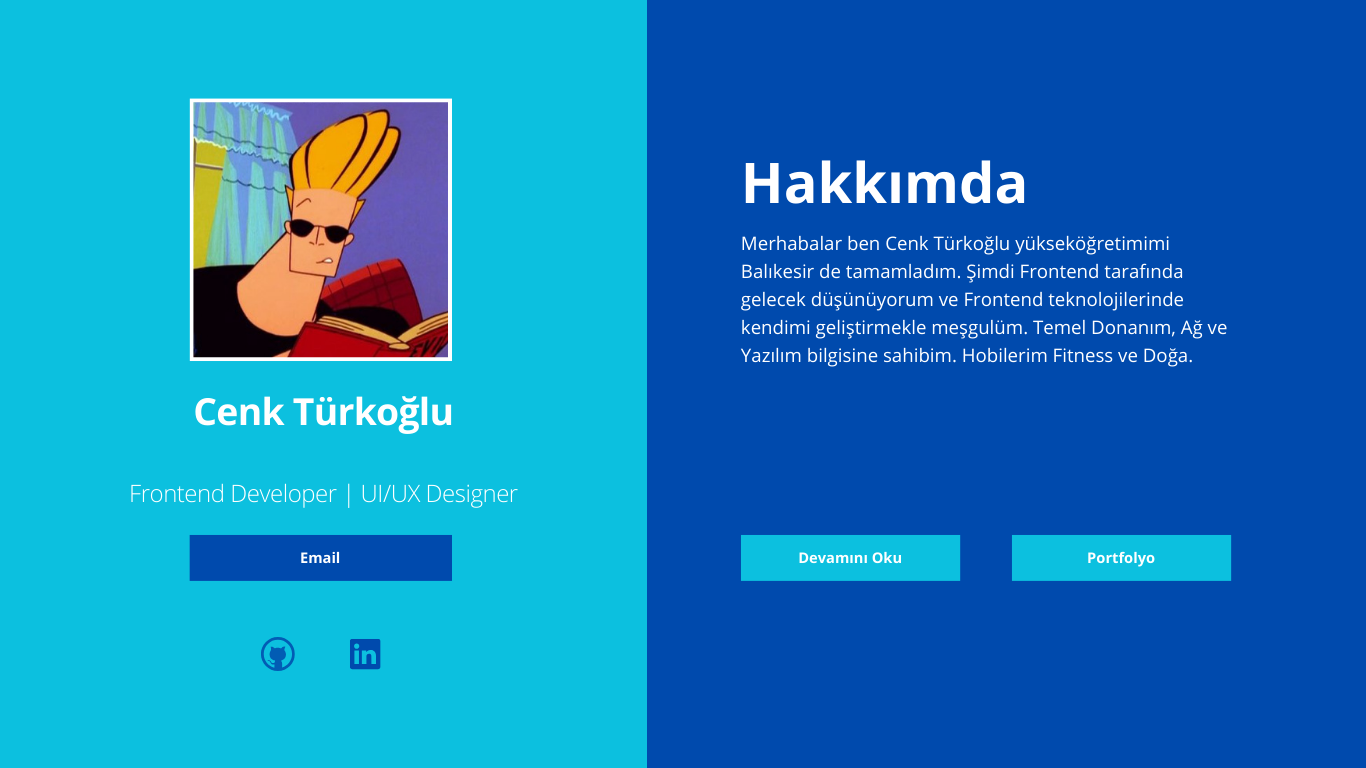 Cenk Türkoğlu
Frontend Developer | UI/UX Designer
Email
in
Hakkımda
Merhabalar ben Cenk Türkoğlu yükseköğretimimi
Balıkesir de tamamladım. Şimdi Frontend tarafında
gelecek düşünüyorum ve Frontend teknolojilerinde
kendimi geliştirmekle meşgulüm. Temel Donanım, Ağ ve
Yazılım bilgisine sahibim. Hobilerim Fitness ve Doğa.
Devamını Oku
Portfolyo